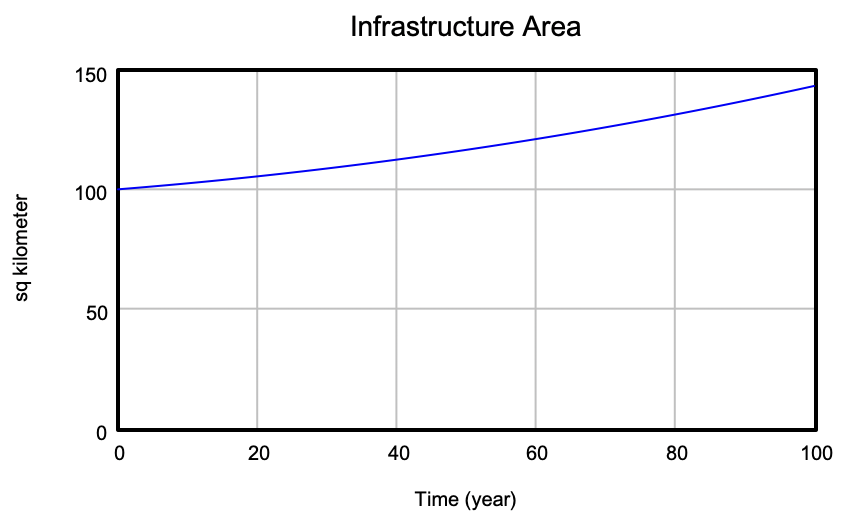 Infrastructure Area
150
100
50
0
sq kilometer
0 20 40 60 80 100
Time (year)